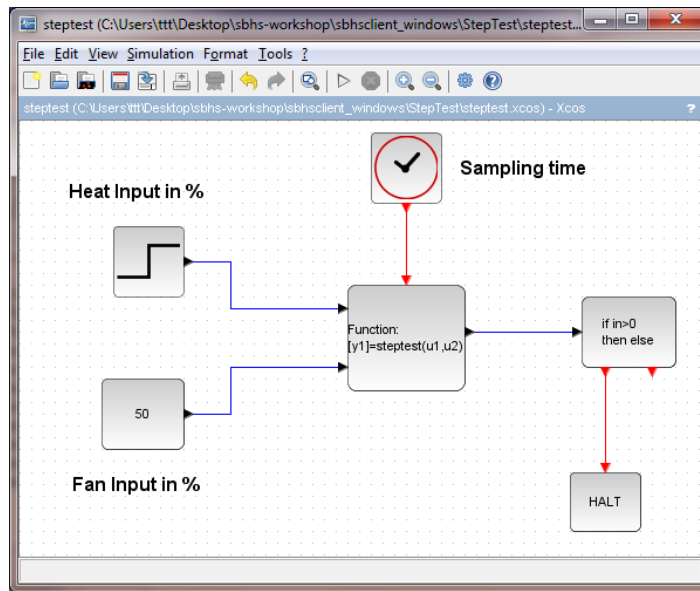 steptest (C:\Users\ttt\Desktop\sbhs-workshop\sbhsclient_windows\StepTest\steptest...
File Edit View Simulation Format Tools ?
steptest (C:\Users\ttt\Desktop\sbhs-workshop\sbhsclient_windows\StepTest\steptest.xcos) - Xcos ?
Sampling time
Heat Input in %
Function:
[y1]=steptest(u1,u2)
if in>0
then else
50
Fan Input in %
HALT